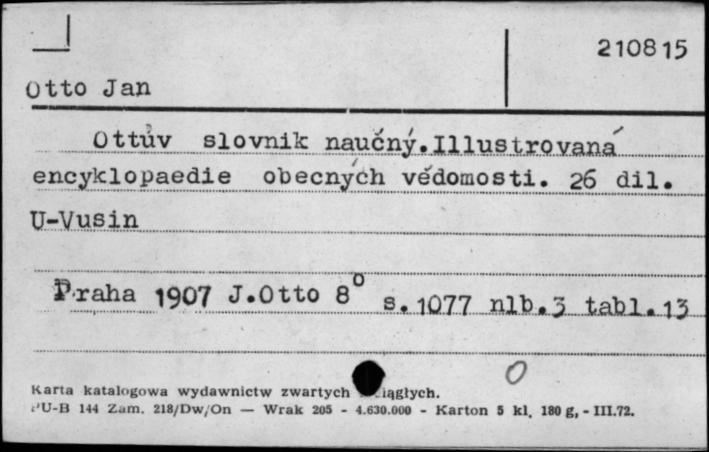 210815
Otto Jan
Ottův slovnik naučný.Illustrovaná
encyklopaedie obecných vědomosti. 26 dil.
U-Vusin
Praha 1907 J.Otto 8° s.1077 nlb.3 tabl.13
0
Karta katalogowa wydawnictw zwartych ciągłych.
PU-B 144 Zam. 218/Dw/On — Wrak 205 - 4.630.000 - Karton 5 kl. 180 g, - III.72.